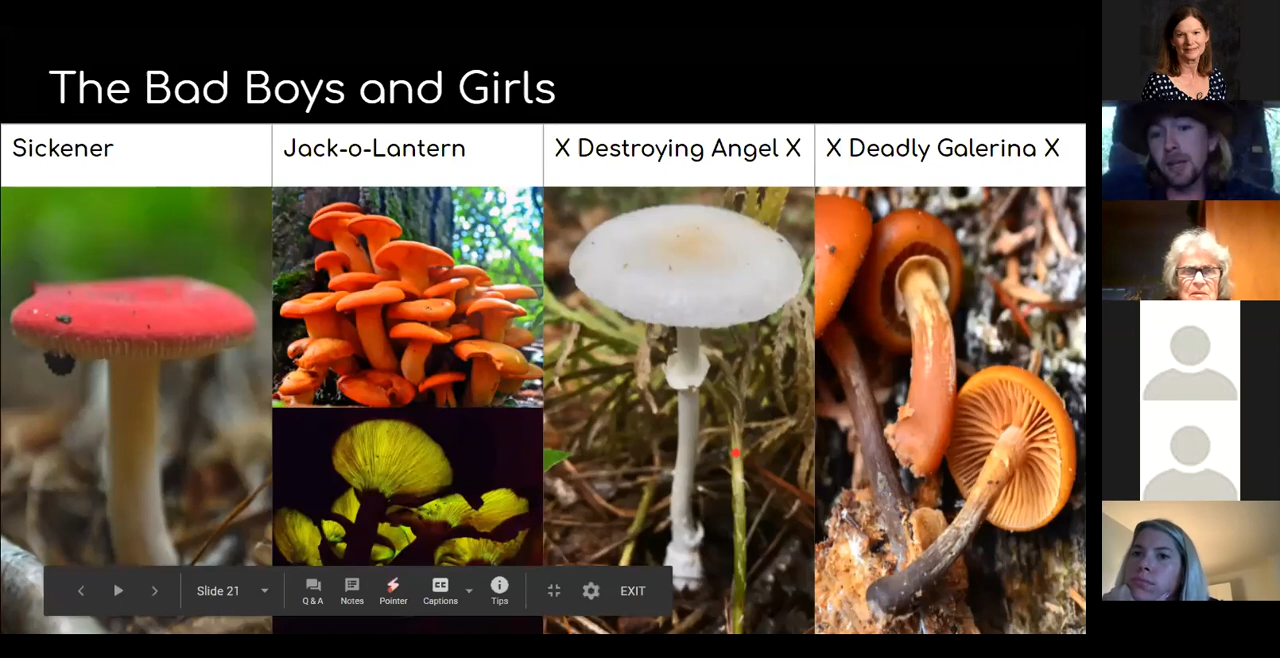 The Bad Boys and Girls
Sickener
Jack-o-Lantern
X Destroying Angel X
X Deadly Galerina X
Slide 21
Q & A
Notes
Pointer
Captions
Tips
EXIT